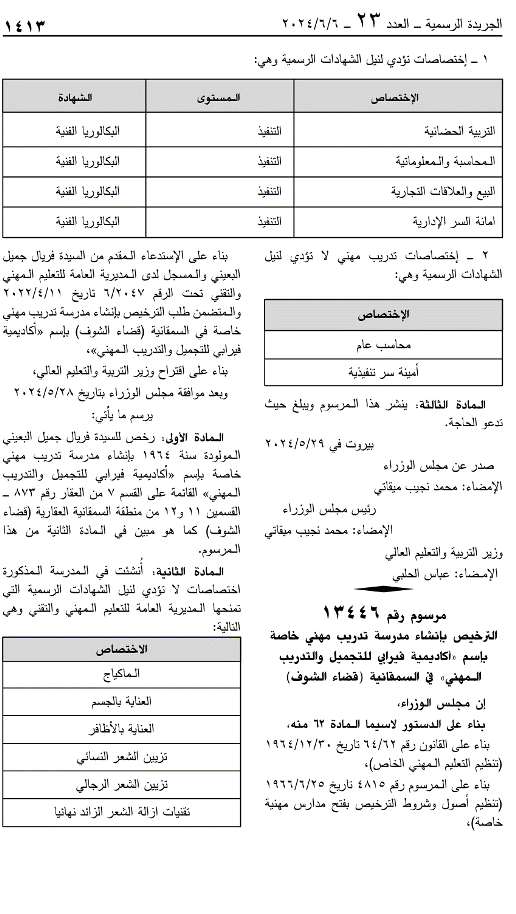 الجريدة الرسمية ــ العدد ٢٣ ــ ٢٠٢٤/٦/٦
١٤١٣
١ ــ إختصاصات تؤدي لنيل الشهادات الرسمية وهي:
الإختصاص المستوى الشهادة
التربية الحضانية التنفيذ البكالوريا الفنية
المحاسبة والمعلوماتية التنفيذ البكالوريا الفنية
البيع والعلاقات التجارية التنفيذ البكالوريا الفنية
امانة السر الإدارية التنفيذ البكالوريا الفنية
٢ ــ إختصاصات تدريب مهني لا تؤدي لنيل
الشهادات الرسمية وهي:
الإختصاص
محاسب عام
أمينة سر تنفيذية
المادة الثالثة: ينشر هذا المرسوم ويبلغ حيث
تدعو الحاجة.
بيروت في ٢٠٢٤/٥/٢٩
صدر عن مجلس الوزراء
الإمضاء: محمد نجيب ميقاتي
رئيس مجلس الوزراء
الإمضاء: محمد نجيب ميقاتي
وزير التربية والتعليم العالي
الإمضاء: عباس الحلبي
مرسوم رقم ١٣٤٤٦
الترخيص بإنشاء مدرسة تدريب مهني خاصة
بإسم «أكاديمية فيرابي للتجميل والتدريب
المهني» في السمقانية (قضاء الشوف)
إن مجلس الوزراء،
بناء على الدستور لاسيما المادة ٦٢ منه،
بناء على القانون رقم ٦٤/٦٢ تاريخ ١٩٦٤/١٢/٣٠
(تنظيم التعليم المهني الخاص)،
بناء على المرسوم رقم ٤٨١٥ تاريخ ١٩٦٦/٦/٢٥
(تنظيم أصول وشروط الترخيص بفتح مدارس مهنية
خاصة)،
بناء على الإستدعاء المقدم من السيدة فريال جميل
البعيني والمسجل لدى المديرية العامة للتعليم المهني
والتقني تحت الرقم ٦/٢٠٤٧ تاريخ ٢٠٢٢/٤/١١
والمتضمن طلب الترخيص بإنشاء مدرسة تدريب مهني
خاصة في السمقانية (قضاء الشوف) بإسم «أكاديمية
فيرابي للتجميل والتدريب المهني»،
بناء على اقتراح وزير التربية والتعليم العالي،
وبعد موافقة مجلس الوزراء بتاريخ ٢٠٢٤/٥/٢٨
يرسم ما يأتي:
المادة الأولى: رخص للسيدة فريال جميل البعيني
المولودة سنة ١٩٦٤ بإنشاء مدرسة تدريب مهني
خاصة بإسم «أكاديمية فيرابي للتجميل والتدريب
المهني» القائمة على القسم ٧ من العقار رقم ٨٧٣ ــ
القسمين ١١ و١٢ من منطقة السمقانية العقارية (قضاء
الشوف) كما هو مبين في المادة الثانية من هذا
المرسوم.
المادة الثانية: أُنشئت في المدرسة المذكورة
اختصاصات لا تؤدي لنيل الشهادات الرسمية التي
تمنحها المديرية العامة للتعليم المهني والتقني وهي
التالية:
الاختصاص
الماكياج
العناية بالجسم
العناية بالأظافر
تزيين الشعر النسائي
تزيين الشعر الرجالي
تقنيات ازالة الشعر الزائد نهائيا